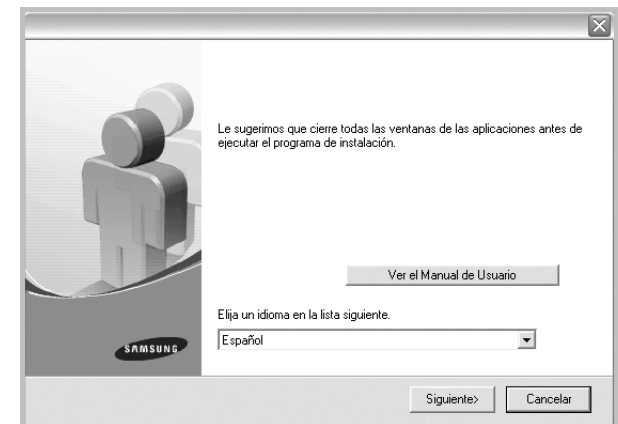 Le sugerimos que cierre todas las ventanas de las aplicaciones antes de
ejecutar el programa de instalación.
Ver el Manual de Usuario
Elija un idioma en la lista siguiente.
Español
SAMSUNG
Siguiente>
Cancelar